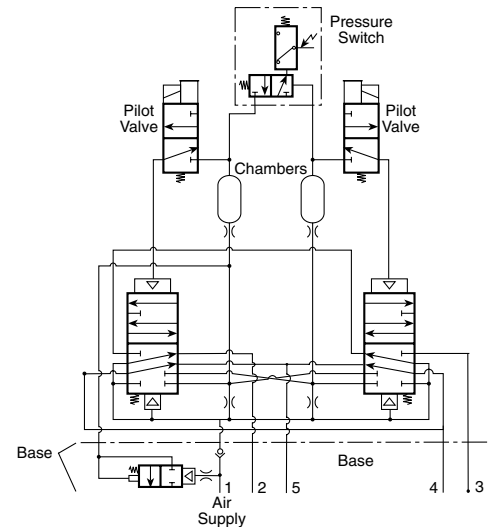 Pressure
Switch
Pilot
Valve
Pilot
Valve
Chambers
Base
Base
1 2 5 4 3
Air
Supply